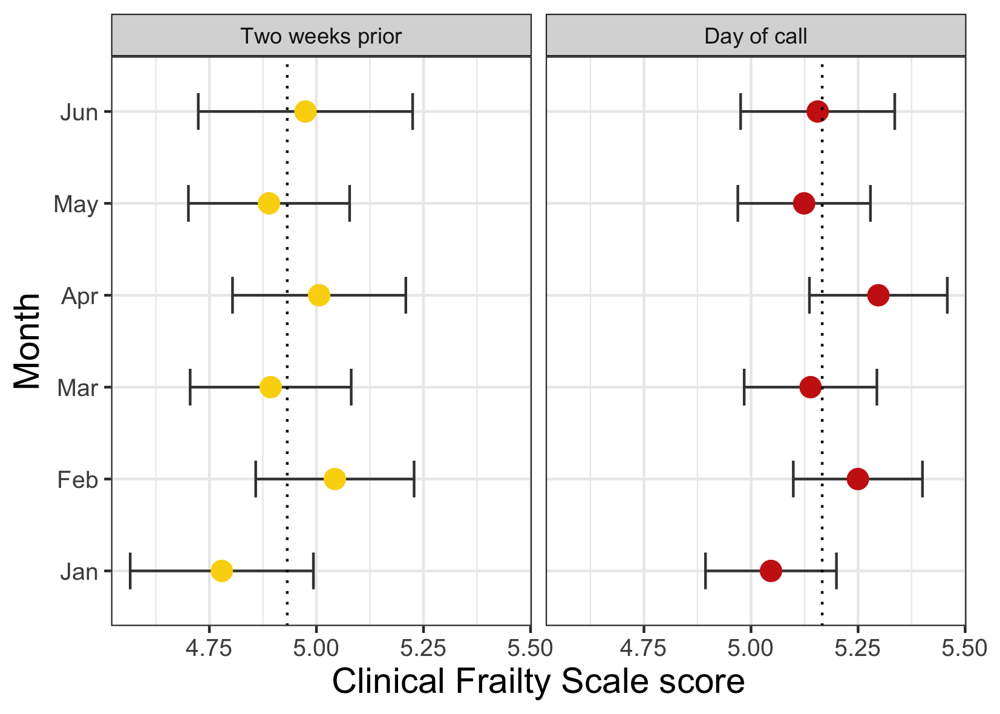 Two weeks prior
Day of call
Jun
May
Apr
Mar
Feb
Jan
Month
4.75 5.00 5.25 5.50
4.75 5.00 5.25 5.50
Clinical Frailty Scale score